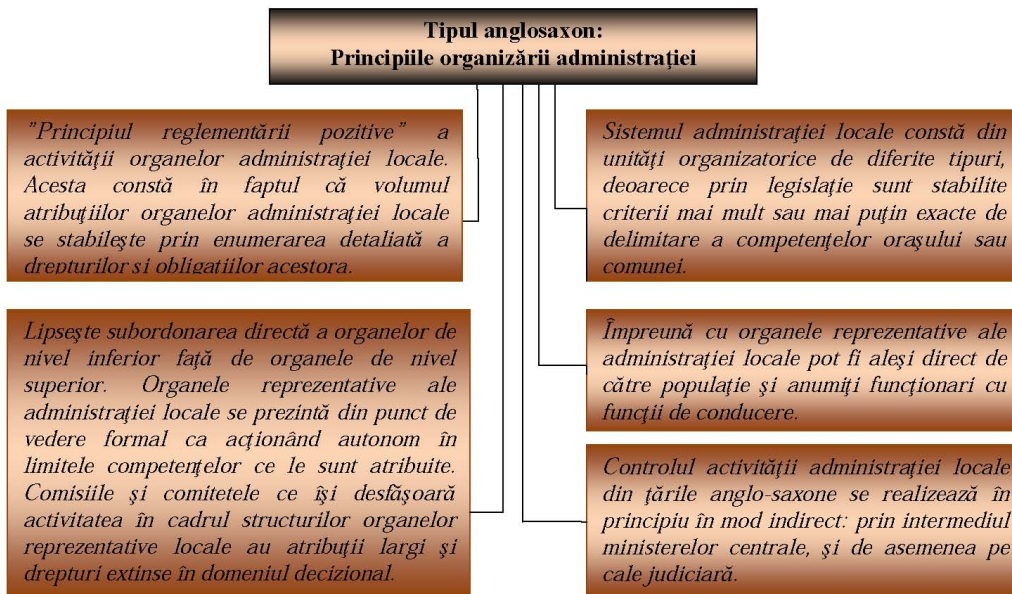 Tipul anglosaxon:
Principiile organizării administraţiei
"Principiul reglementării pozitive" a
activităţii organelor administraţiei locale.
Acesta constă în faptul că volumul
atribuţiilor organelor administraţiei locale
se stabileşte prin enumerarea detaliată a
drepturilor şi obligaţiilor acestora.
Lipseşte subordonarea directă a organelor de
nivel inferior faţă de organele de nivel
superior. Organele reprezentative ale
administraţiei locale se prezintă din punct de
vedere formal ca acţionând autonom în
limitele competenţelor ce le sunt atribuite.
Comisiile şi comitetele ce îşi desfăşoară
activitatea în cadrul structurilor organelor
reprezentative locale au atribuţii largi şi
drepturi extinse în domeniul decizional.
Sistemul administraţiei locale constă din
unităţi organizatorice de diferite tipuri,
deoarece prin legislaţie sunt stabilite
criterii mai mult sau mai puţin exacte de
delimitare a competenţelor oraşului sau
comunei.
Împreună cu organele reprezentative ale
administraţiei locale pot fi aleşi direct de
către populaţie şi anumiţi funcţionari cu
funcţii de conducere.
Controlul activităţii administraţiei locale
din ţările anglo-saxone se realizează în
principiu în mod indirect: prin intermediul
ministerelor centrale, şi de asemenea pe
cale judiciară.